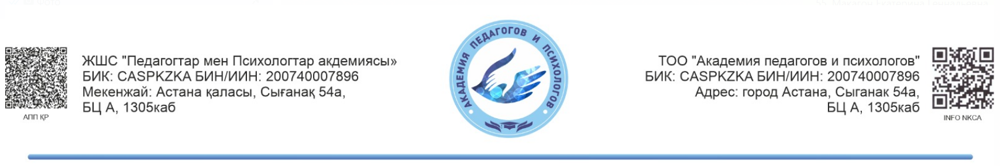 ЖШС "Педагогтар мен Психологтар акдемиясы»
БИК: CASPKZKA БИН/ИИН: 200740007896
Мекенжай: Астана қаласы, Сығанақ 54а,
БЦ А, 1305каб
АПП ҚР
АКАДЕМИЯ ПЕДАГОГОВ И ПСИХОЛОГОВ
ТОО "Академия педагогов и психологов"
БИК: CASPKZKA БИН/ИИН: 200740007896
Адрес: город Астана, Сыганак 54а,
БЦ А, 1305каб
INFO NKCA